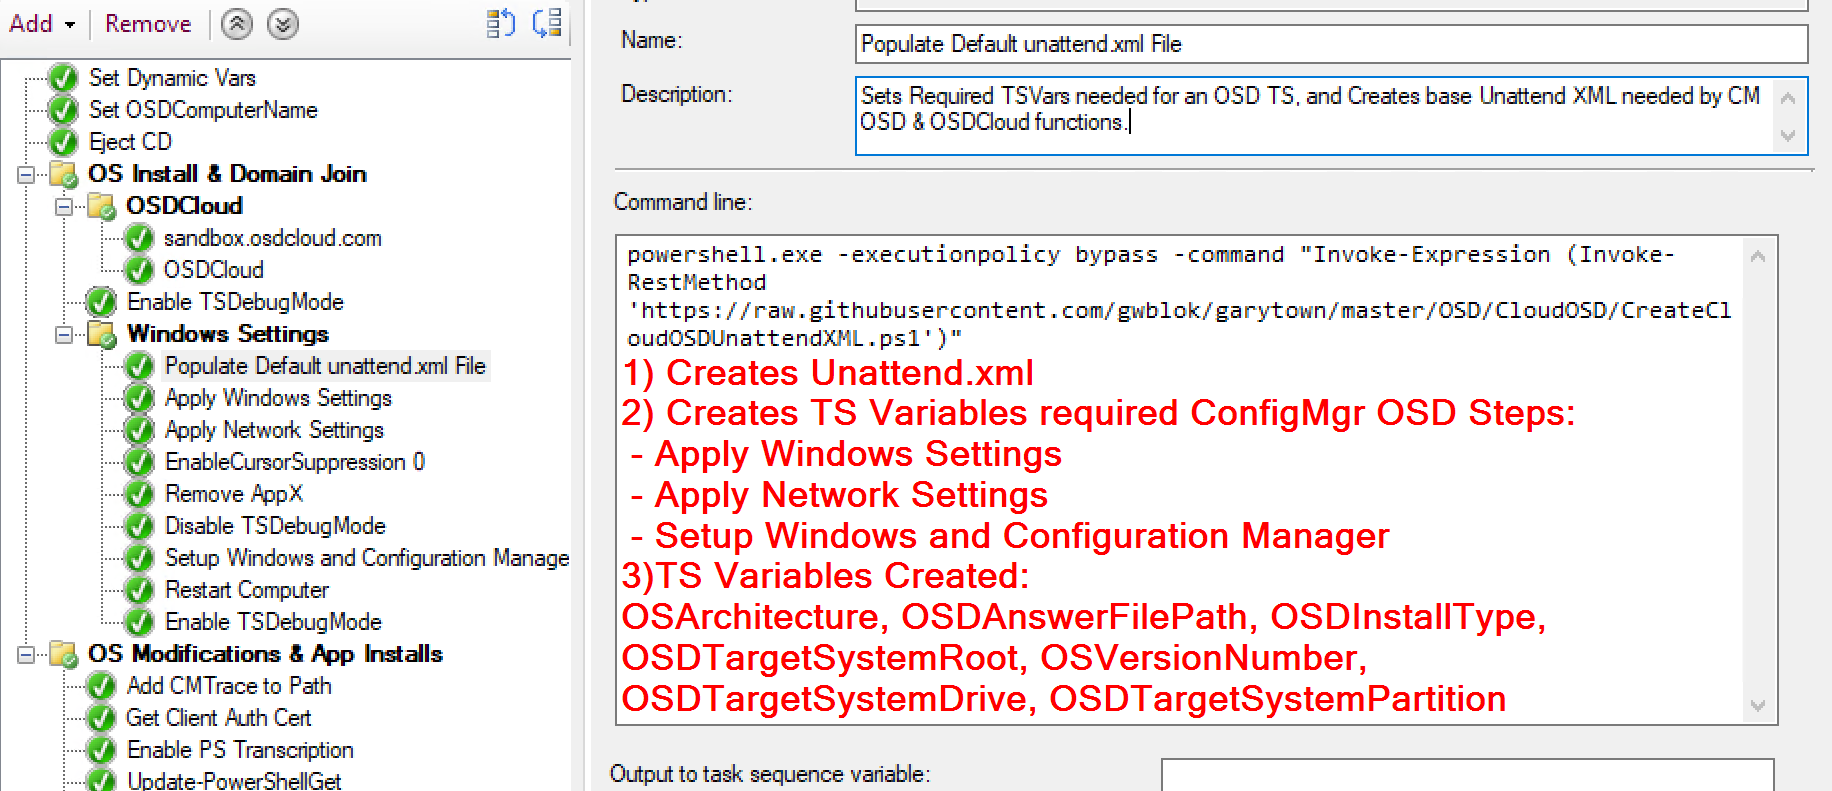 Add
Remove
Set Dynamic Vars
Set OSDComputerName
Eject CD
OS Install & Domain Join
OSDCloud
sandbox.osdcloud.com
OSDCloud
Enable TSDebugMode
Windows Settings
Populate Default unattend.xml File
Apply Windows Settings
Apply Network Settings
EnableCursorSuppression 0
Remove AppX
Disable TSDebugMode
Setup Windows and Configuration Manage
Restart Computer
Enable TSDebugMode
OS Modifications & App Installs
Add CMTrace to Path
Get Client Auth Cert
Enable PS Transcription
Update-PowerShellGet
Name:
Populate Default unattend.xml File
Description:
Sets Required TSVars needed for an OSD TS, and Creates base Unattend XML needed by CM
OSD & OSDCloud functions.
Command line:
powershell.exe -executionpolicy bypass -command "Invoke-Expression (Invoke-
RestMethod
'https://raw.githubusercontent.com/gwblok/garytown/master/OSD/CloudOSD/CreateCl
oudOSDUnattendXML.ps1')"
1) Creates Unattend.xml
2) Creates TS Variables required ConfigMgr OSD Steps:
- Apply Windows Settings
- Apply Network Settings
- Setup Windows and Configuration Manager
3)TS Variables Created:
OSArchitecture, OSDAnswerFilePath, OSDInstallType,
OSDTargetSystemRoot, OSVersionNumber,
OSDTargetSystemDrive, OSDTargetSystemPartition
Output to task sequence variable: